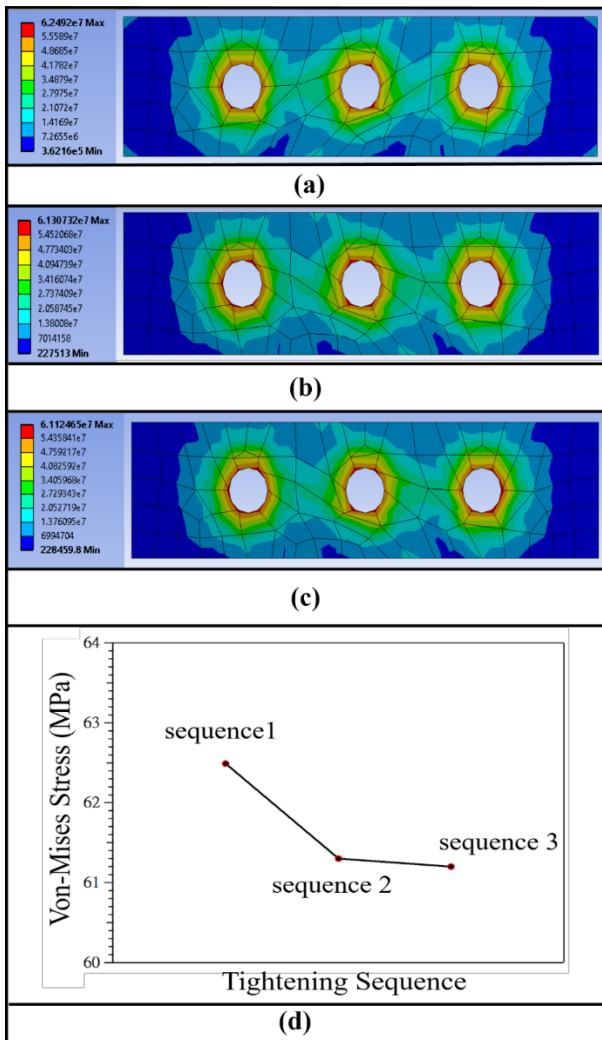 6.2492e7 Max
5.5589e7
4.8685e7
4.1782e7
3.4879e7
2.7975e7
2.1072e7
1.4169e7
7.2655e6
3.6216e5 Min
(a)
6.130732e7 Max
5.452068e7
4.773403e7
4.094739e7
3.416074e7
2.737409e7
2.058745e7
1.38008e7
7014158
227513 Min
(b)
6.112465e7 Max
5.435841e7
4.759217e7
4.082592e7
3.405968e7
2.729343e7
2.052719e7
1.376095e7
6994704
228459.8 Min
(c)
Von-Mises Stress (MPa)
64
63
62
61
60
sequence1
sequence 2
sequence 3
Tightening Sequence
(d)